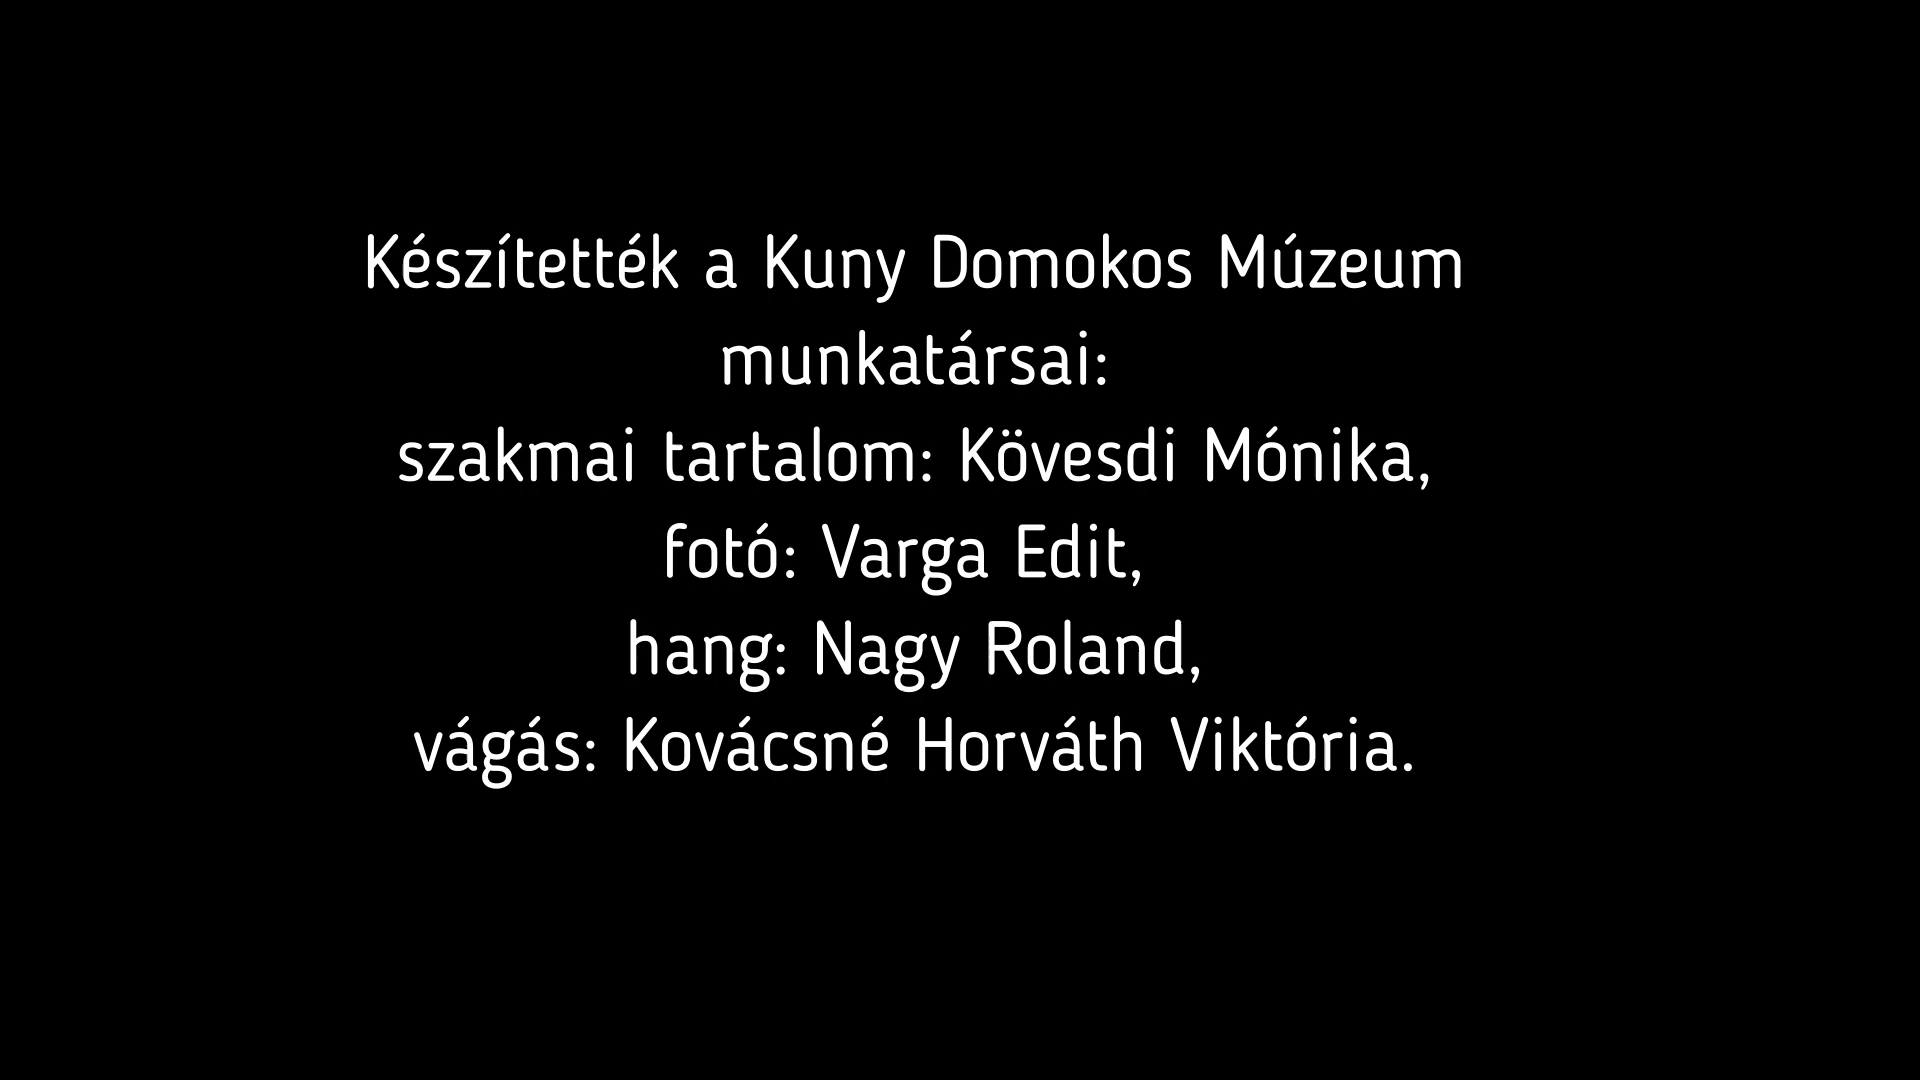 Készítették a Kuny Domokos Múzeum
munkatársai:
szakmai tartalom: Kövesdi Mónika,
fotó: Varga Edit,
hang: Nagy Roland,
vágás: Kovácsné Horváth Viktória.